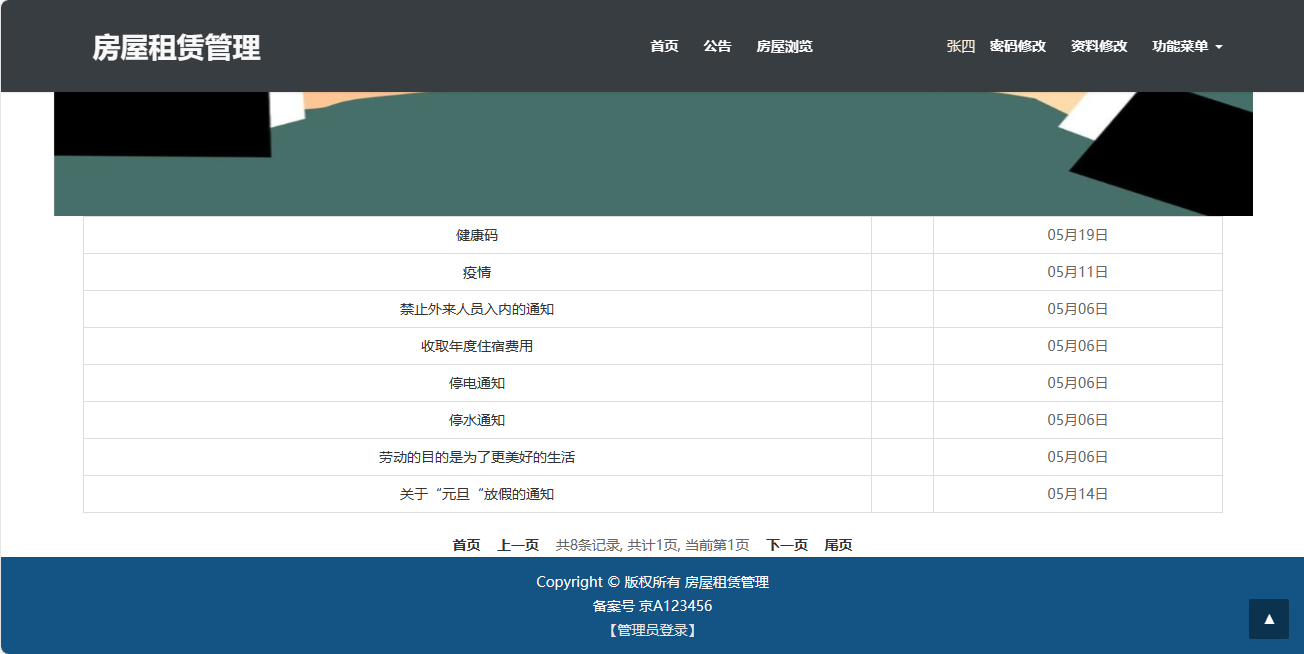 房屋租赁管理 首页 公告 房屋浏览 张四 密码修改 资料修改 功能菜单
健康码 05月19日
疫情 05月11日
禁止外来人员入内的通知 05月06日
收取年度住宿费用 05月06日
停电通知 05月06日
停水通知 05月06日
劳动的目的是为了更美好的生活 05月06日
关于“元旦“放假的通知 05月14日
首页 上一页 共8条记录, 共计1页, 当前第1页 下一页 尾页
Copyright © 版权所有 房屋租赁管理
备案号 京A123456
【管理员登录】